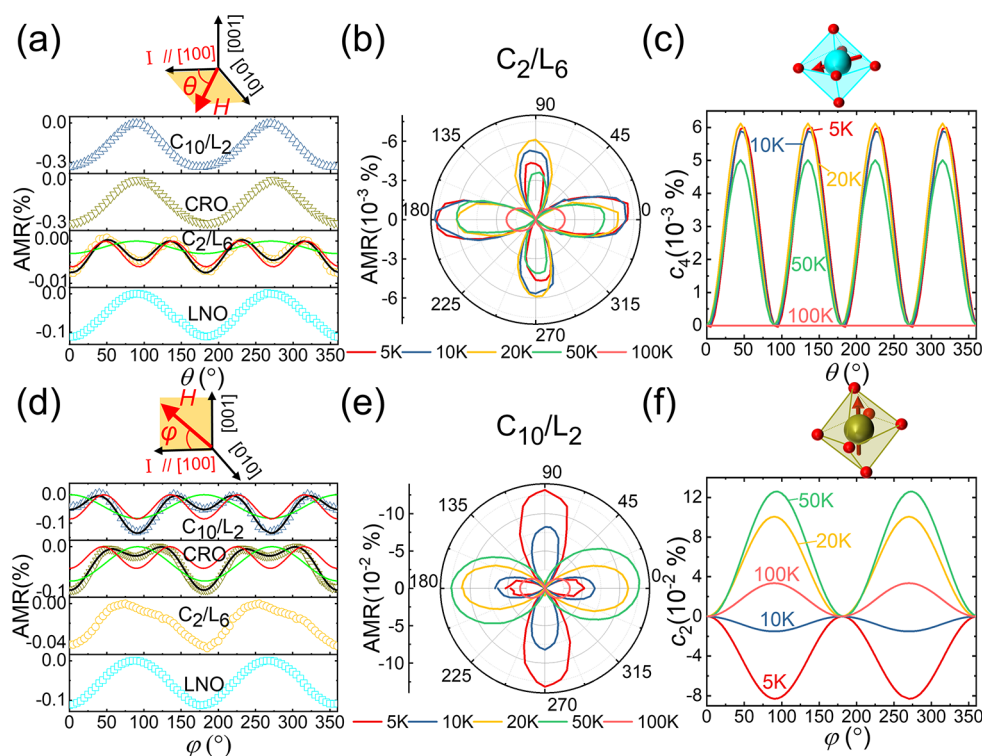 (a)
[001]
I // [100]
[010]
θ
H
0.0
C10/L2
-0.3
0.0
CRO
-0.3
AMR(%)
0.00
C2/L6
-0.01
0.0
LNO
-0.1
0 50 100 150 200 250 300 350
θ (°)
(b)
C2/L6
90
135 45
180 0
225 315
270
AMR(10-3 %)
-6
-3
0
-3
-6
5K 10K 20K 50K 100K
(c)
6
5
4
3
2
1
0
c4(10-3 %)
5K
10K
20K
50K
100K
0 50 100 150 200 250 300 350
θ (°)
(d)
H
[001]
φ
I // [100]
[010]
0.0
-0.1
C10/L2
0.0
CRO
-0.1
AMR(%)
0.00
C2/L6
-0.04
0.0
LNO
-0.1
0 50 100 150 200 250 300 350
φ (°)
(e)
C10/L2
90
135 45
180 0
225 315
270
AMR(10-2 %)
-10
-5
0
-5
-10
5K 10K 20K 50K 100K
(f)
12
8
4
0
-4
-8
c2(10-2 %)
50K
20K
100K
10K
5K
0 50 100 150 200 250 300 350
φ (°)